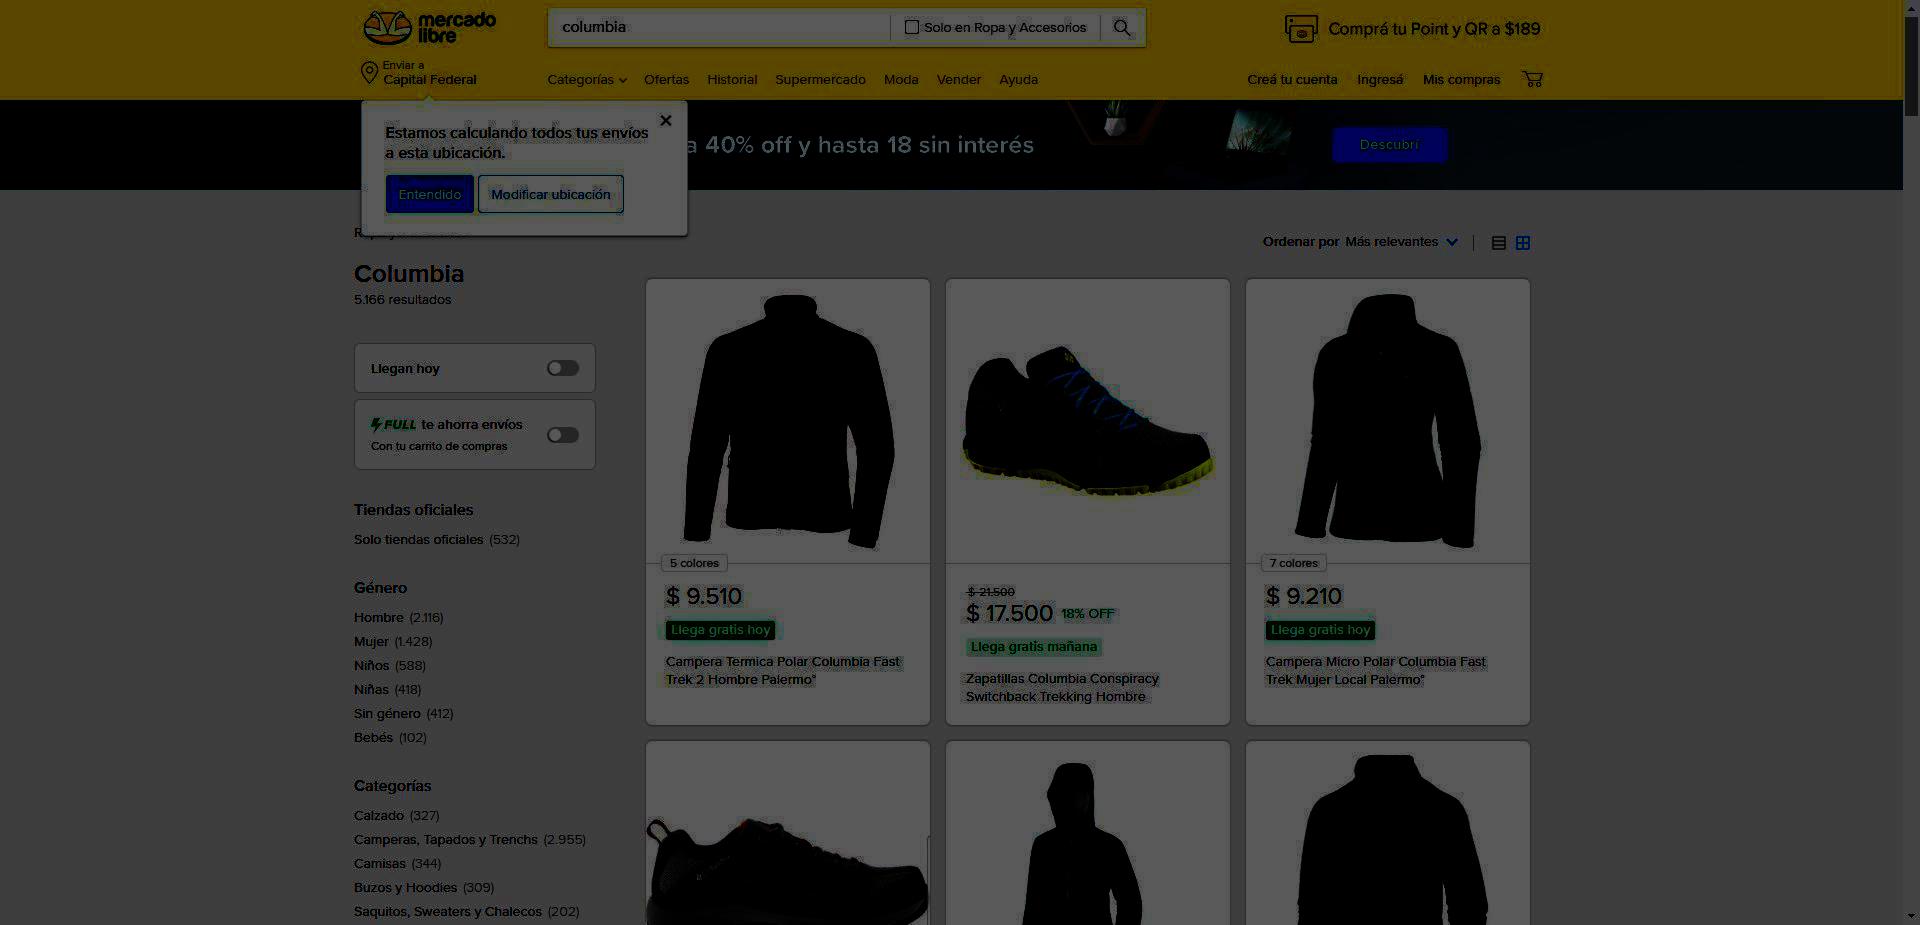 mercado
libre
columbia
Solo en Ropa y Accesorios
Comprá tu Point y QR a $189
Enviar a
Capital Federal
Categorías
Ofertas
Historial
Supermercado
Moda
Vender
Ayuda
Creá tu cuenta
Ingresá
Mis compras
Estamos calculando todos tus envíos
a esta ubicación.
Entendido
Modificar ubicación
a 40% off y hasta 18 sin interés
Descubrí
Ordenar por Más relevantes
Columbia
5.166 resultados
Llegan hoy
FULL te ahorra envíos
Con tu carrito de compras
Tiendas oficiales
Solo tiendas oficiales (532)
Género
Hombre (2.116)
Mujer (1.428)
Niños (588)
Niñas (418)
Sin género (412)
Bebés (102)
Categorías
Calzado (327)
Camperas, Tapados y Trenchs (2.955)
Camisas (344)
Buzos y Hoodies (309)
Saquitos, Sweaters y Chalecos (202)
5 colores
$ 9.510
Llega gratis hoy
Campera Termica Polar Columbia Fast
Trek 2 Hombre Palermo°
$ 21.500
$ 17.500 18% OFF
Llega gratis mañana
Zapatillas Columbia Conspiracy
Switchback Trekking Hombre
7 colores
$ 9.210
Llega gratis hoy
Campera Micro Polar Columbia Fast
Trek Mujer Local Palermo°